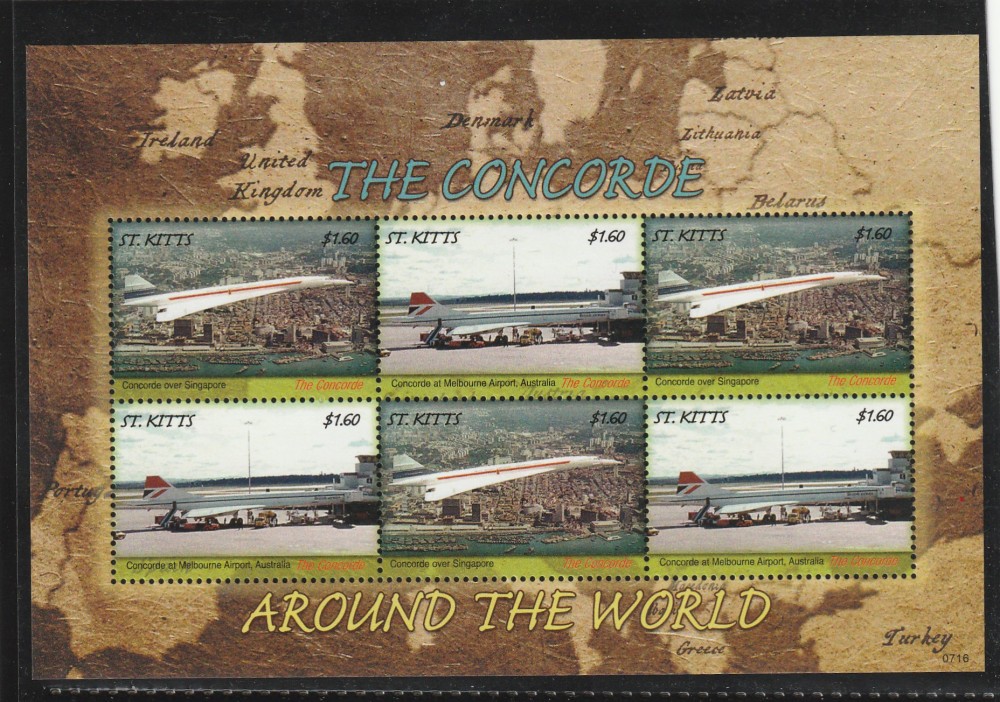 Latvia
Denmark
Ireland
Lithuania
United
Kingdom
THE CONCORDE
Belarus
ST. KITTS $1.60
Concorde over Singapore The Concorde
ST. KITTS $1.60
Concorde at Melbourne Airport, Australia The Concorde
ST. KITTS $1.60
Concorde over Singapore The Concorde
Austria
ST. KITTS $1.60
Concorde at Melbourne Airport, Australia The Concorde
ST. KITTS $1.60
Concorde over Singapore The Concorde
ST. KITTS $1.60
Concorde at Melbourne Airport, Australia The Concorde
Portug
AROUND THE WORLD
Greece
Turkey
0716